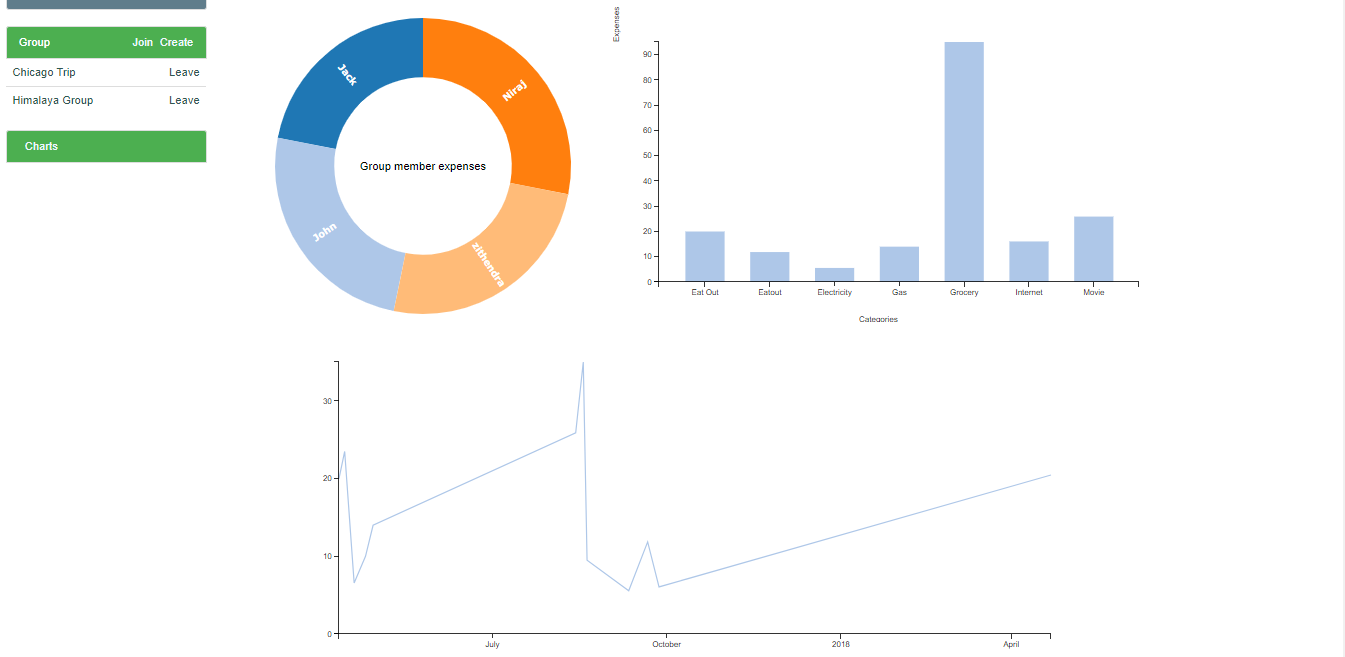 Group Join Create
Chicago Trip Leave
Himalaya Group Leave
Charts
Jack
Niraj
Group member expenses
John
zithendra
Expenses
90
80
70
60
50
40
30
20
10
0
Eat Out Eatout Electricity Gas Grocery Internet Movie
Categories
30
20
10
0
July October 2018 April